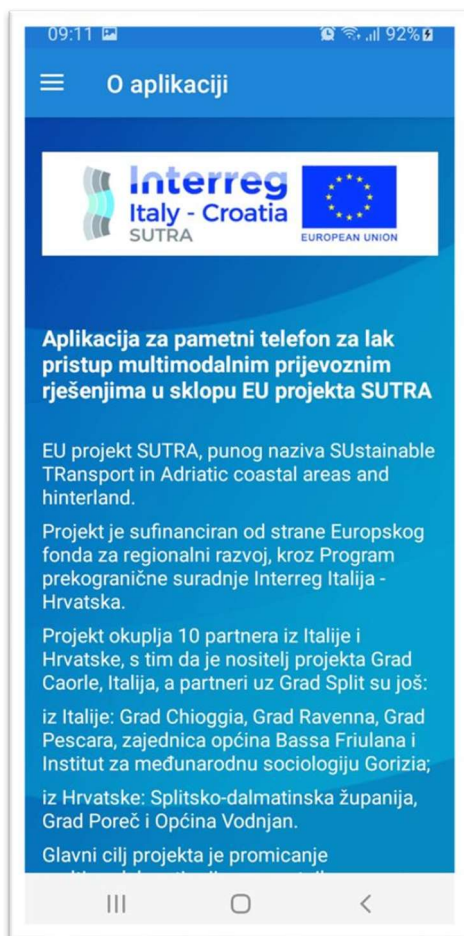 09:11 92%
O aplikaciji
Interreg
Italy - Croatia
SUTRA
EUROPEAN UNION
Aplikacija za pametni telefon za lak
pristup multimodalnim prijevoznim
rješenjima u sklopu EU projekta SUTRA
EU projekt SUTRA, punog naziva SUstainable
TRansport in Adriatic coastal areas and
hinterland.
Projekt je sufinanciran od strane Europskog
fonda za regionalni razvoj, kroz Program
prekogranične suradnje Interreg Italija -
Hrvatska.
Projekt okuplja 10 partnera iz Italije i
Hrvatske, s tim da je nositelj projekta Grad
Caorle, Italija, a partneri uz Grad Split su još:
iz Italije: Grad Chioggia, Grad Ravenna, Grad
Pescara, zajednica općina Bassa Friulana i
Institut za međunarodnu sociologiju Gorizia;
iz Hrvatske: Splitsko-dalmatinska županija,
Grad Poreč i Općina Vodnjan.
Glavni cilj projekta je promicanje